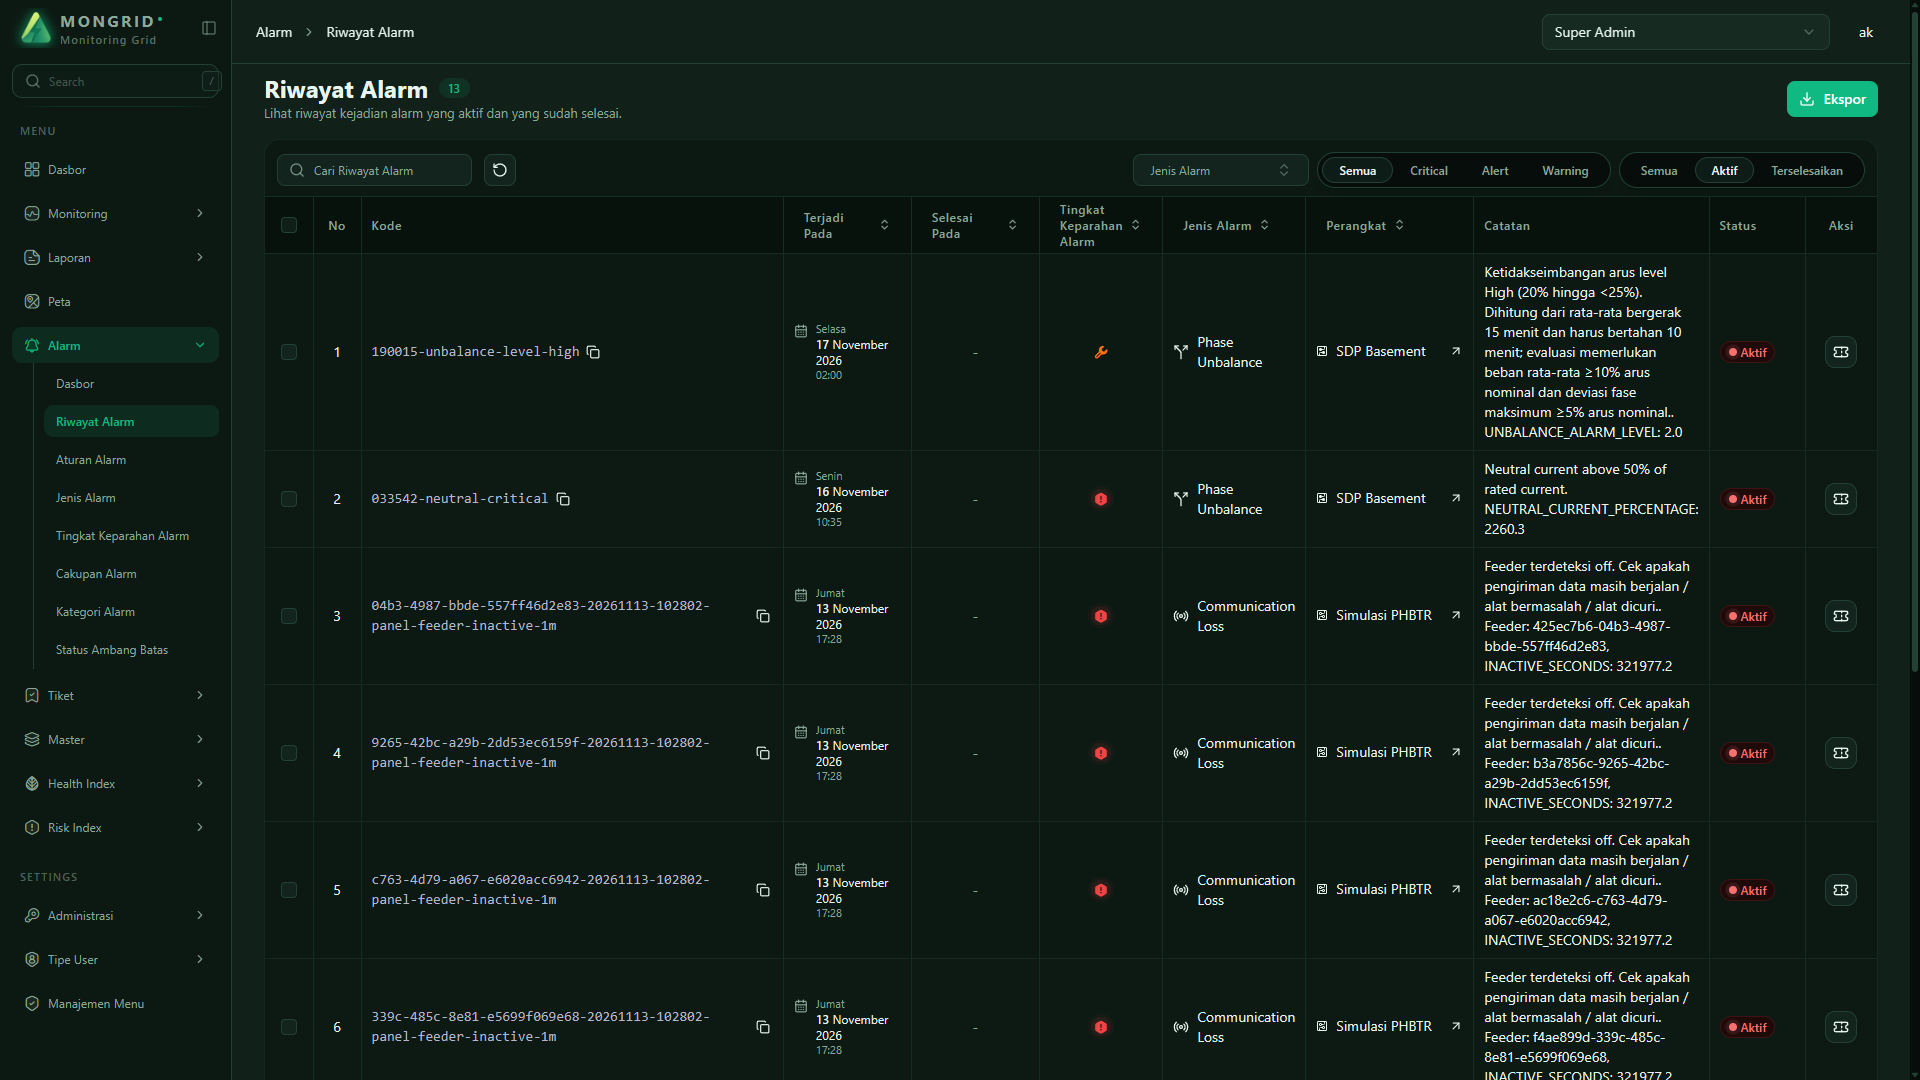 MONGRID
Monitoring Grid
Search
/
MENU
Dasbor
Monitoring
Laporan
Peta
Alarm
Dasbor
Riwayat Alarm
Aturan Alarm
Jenis Alarm
Tingkat Keparahan Alarm
Cakupan Alarm
Kategori Alarm
Status Ambang Batas
Tiket
Master
Health Index
Risk Index
SETTINGS
Administrasi
Tipe User
Manajemen Menu
Alarm
Riwayat Alarm
Super Admin
ak
Riwayat Alarm 13
Lihat riwayat kejadian alarm yang aktif dan yang sudah selesai.
Ekspor
Cari Riwayat Alarm
Jenis Alarm
Semua Critical Alert Warning
Semua Aktif Terselesaikan
No
Kode
Terjadi
Pada
Selesai
Pada
Tingkat
Keparahan
Alarm
Jenis Alarm
Perangkat
Catatan
Status
Aksi
1
190015-unbalance-level-high
Selasa
17 November
2026
02:00
-
Phase
Unbalance
SDP Basement
Ketidakseimbangan arus level
High (20% hingga <25%).
Dihitung dari rata-rata bergerak
15 menit dan harus bertahan 10
menit; evaluasi memerlukan
beban rata-rata ≥10% arus
nominal dan deviasi fase
maksimum ≥5% arus nominal..
UNBALANCE_ALARM_LEVEL: 2.0
Aktif
2
033542-neutral-critical
Senin
16 November
2026
10:35
-
Phase
Unbalance
SDP Basement
Neutral current above 50% of
rated current.
NEUTRAL_CURRENT_PERCENTAGE:
2260.3
Aktif
3
04b3-4987-bbde-557ff46d2e83-20261113-102802-
panel-feeder-inactive-1m
Jumat
13 November
2026
17:28
-
Communication
Loss
Simulasi PHBTR
Feeder terdeteksi off. Cek apakah
pengiriman data masih berjalan /
alat bermasalah / alat dicuri..
Feeder: 425ec7b6-04b3-4987-
bbde-557ff46d2e83,
INACTIVE_SECONDS: 321977.2
Aktif
4
9265-42bc-a29b-2dd53ec6159f-20261113-102802-
panel-feeder-inactive-1m
Jumat
13 November
2026
17:28
-
Communication
Loss
Simulasi PHBTR
Feeder terdeteksi off. Cek apakah
pengiriman data masih berjalan /
alat bermasalah / alat dicuri..
Feeder: b3a7856c-9265-42bc-
a29b-2dd53ec6159f,
INACTIVE_SECONDS: 321977.2
Aktif
5
c763-4d79-a067-e6020acc6942-20261113-102802-
panel-feeder-inactive-1m
Jumat
13 November
2026
17:28
-
Communication
Loss
Simulasi PHBTR
Feeder terdeteksi off. Cek apakah
pengiriman data masih berjalan /
alat bermasalah / alat dicuri..
Feeder: ac18e2c6-c763-4d79-
a067-e6020acc6942,
INACTIVE_SECONDS: 321977.2
Aktif
6
339c-485c-8e81-e5699f069e68-20261113-102802-
panel-feeder-inactive-1m
Jumat
13 November
2026
17:28
-
Communication
Loss
Simulasi PHBTR
Feeder terdeteksi off. Cek apakah
pengiriman data masih berjalan /
alat bermasalah / alat dicuri..
Feeder: f4ae899d-339c-485c-
8e81-e5699f069e68,
INACTIVE_SECONDS: 321977.2
Aktif